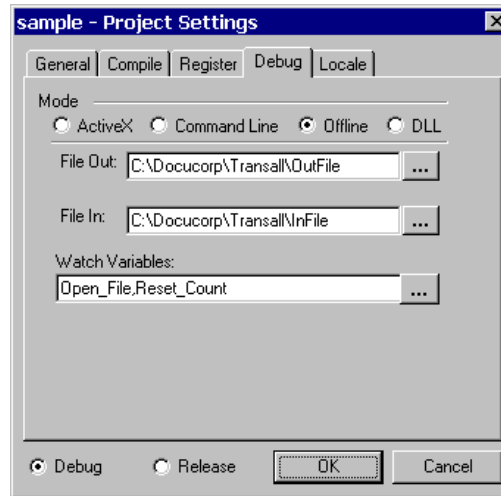 sample - Project Settings
General Compile Register Debug Locale
Mode
ActiveX Command Line Offline DLL
File Out: C:\Docucorp\Transall\OutFile ...
File In: C:\Docucorp\Transall\InFile ...
Watch Variables:
Open_File,Reset_Count ...
Debug Release OK Cancel